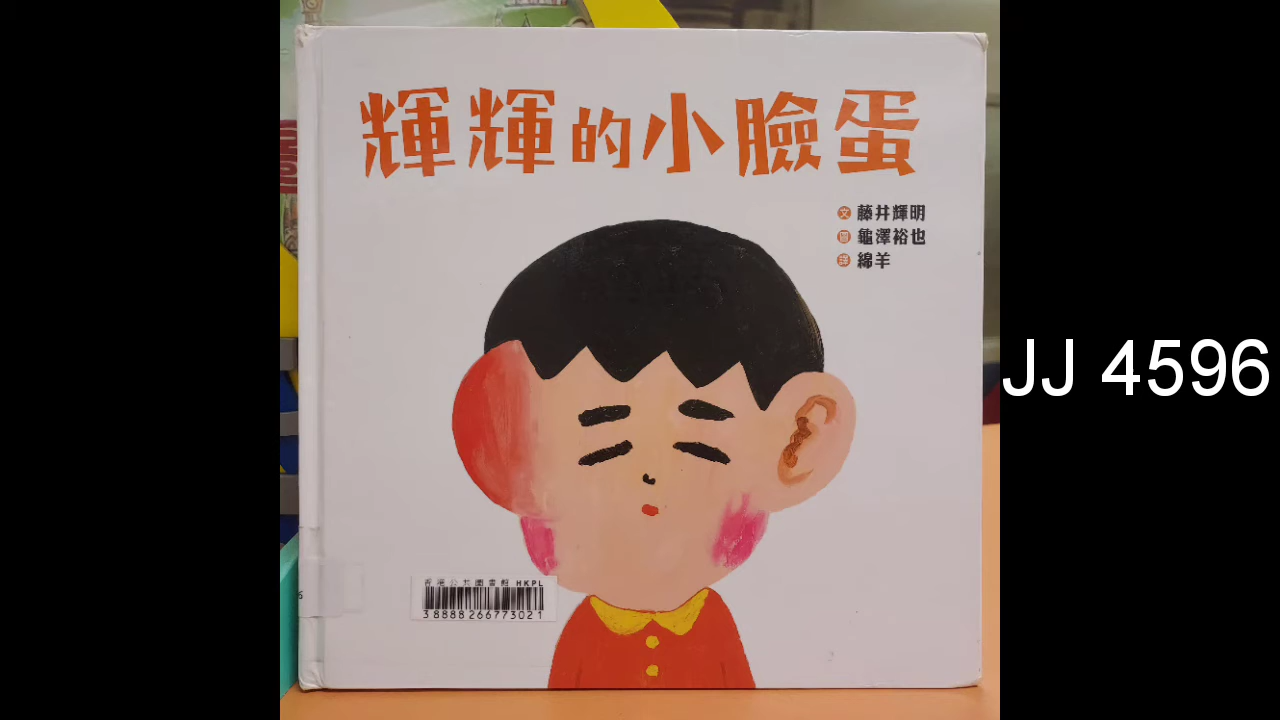 輝輝的小臉蛋
文 藤井輝明
圖 龜澤裕也
譯 綿羊
JJ 4596
香港公共圖書館 HKPL
38888266773021
6